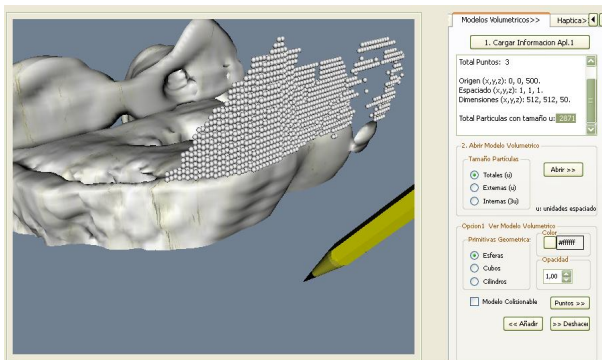 Modelos Volumetricos>> Haptica>
1. Cargar Informacion Apl.1
Total Puntos: 3
Origen (x,y,z): 0, 0, 500.
Espaciado (x,y,z): 1, 1, 1.
Dimensiones (x,y,z): 512, 512, 50.
Total Particulas con tamaño u: 2871
2. Abrir Modelo Volumetrico
Tamaño Particulas
Totales (u)
Abrir >>
Externas (u)
Internas (3u)
u: unidades espaciado
Opcion1 Ver Modelo Volumetrico
Primitivas Geometrica
Color
#ffffff
Esferas
Cubos
Cilindros
Opacidad
1,00
Modelo Colisionable
Puntos >>
<< Añadir
>> Deshacer